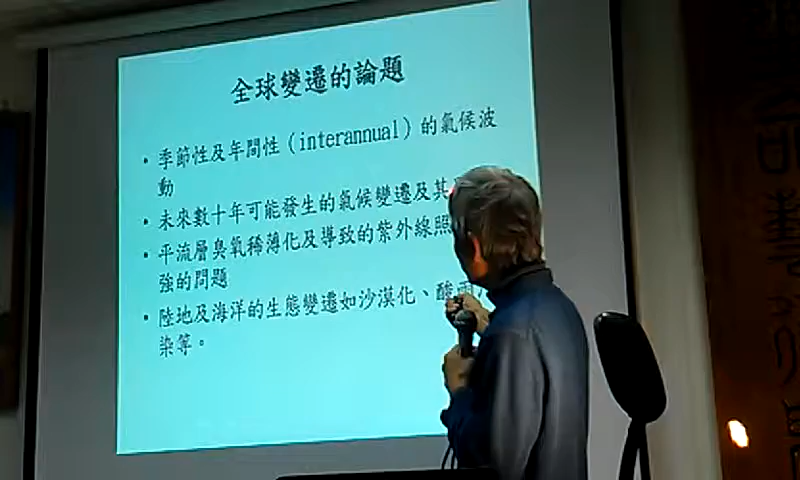 全球變遷的論題
• 季節性及年間性（interannual）的氣候波
動
• 未來數十年可能發生的氣候變遷及其
• 平流層臭氧稀薄化及導致的紫外線照
強的問題
• 陸地及海洋的生態變遷如沙漠化、酸雨
染等。